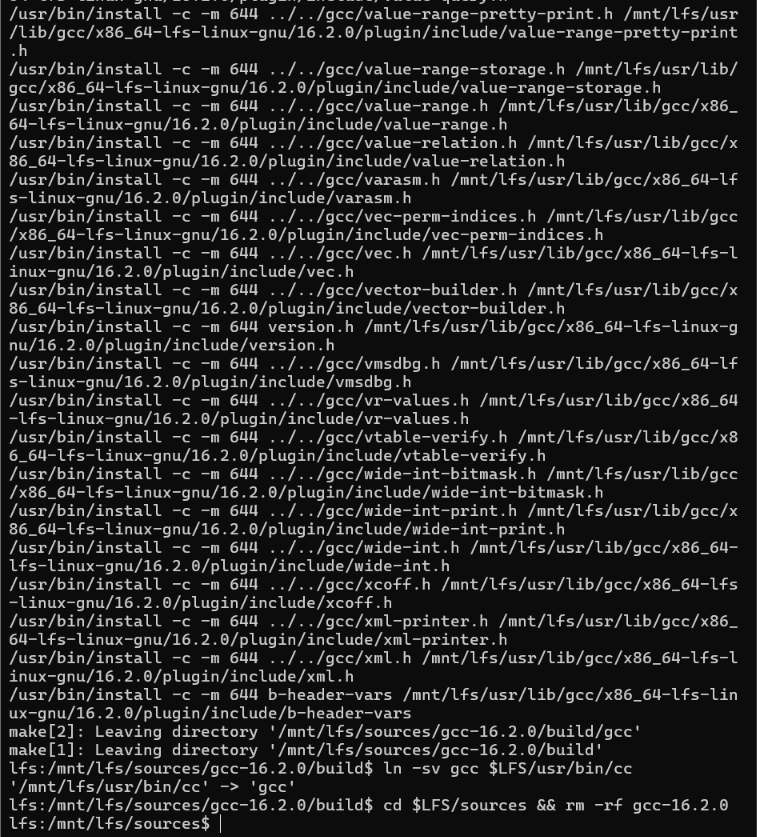 /usr/bin/install -c -m 644 ../../gcc/value-range-pretty-print.h /mnt/lfs/usr
/lib/gcc/x86_64-lfs-linux-gnu/16.2.0/plugin/include/value-range-pretty-print
.h
/usr/bin/install -c -m 644 ../../gcc/value-range-storage.h /mnt/lfs/usr/lib/
gcc/x86_64-lfs-linux-gnu/16.2.0/plugin/include/value-range-storage.h
/usr/bin/install -c -m 644 ../../gcc/value-range.h /mnt/lfs/usr/lib/gcc/x86_
64-lfs-linux-gnu/16.2.0/plugin/include/value-range.h
/usr/bin/install -c -m 644 ../../gcc/value-relation.h /mnt/lfs/usr/lib/gcc/x
86_64-lfs-linux-gnu/16.2.0/plugin/include/value-relation.h
/usr/bin/install -c -m 644 ../../gcc/varasm.h /mnt/lfs/usr/lib/gcc/x86_64-lf
s-linux-gnu/16.2.0/plugin/include/varasm.h
/usr/bin/install -c -m 644 ../../gcc/vec-perm-indices.h /mnt/lfs/usr/lib/gcc
/x86_64-lfs-linux-gnu/16.2.0/plugin/include/vec-perm-indices.h
/usr/bin/install -c -m 644 ../../gcc/vec.h /mnt/lfs/usr/lib/gcc/x86_64-lfs-l
inux-gnu/16.2.0/plugin/include/vec.h
/usr/bin/install -c -m 644 ../../gcc/vector-builder.h /mnt/lfs/usr/lib/gcc/x
86_64-lfs-linux-gnu/16.2.0/plugin/include/vector-builder.h
/usr/bin/install -c -m 644 version.h /mnt/lfs/usr/lib/gcc/x86_64-lfs-linux-g
nu/16.2.0/plugin/include/version.h
/usr/bin/install -c -m 644 ../../gcc/vmsdbg.h /mnt/lfs/usr/lib/gcc/x86_64-lf
s-linux-gnu/16.2.0/plugin/include/vmsdbg.h
/usr/bin/install -c -m 644 ../../gcc/vr-values.h /mnt/lfs/usr/lib/gcc/x86_64
-lfs-linux-gnu/16.2.0/plugin/include/vr-values.h
/usr/bin/install -c -m 644 ../../gcc/vtable-verify.h /mnt/lfs/usr/lib/gcc/x8
6_64-lfs-linux-gnu/16.2.0/plugin/include/vtable-verify.h
/usr/bin/install -c -m 644 ../../gcc/wide-int-bitmask.h /mnt/lfs/usr/lib/gcc
/x86_64-lfs-linux-gnu/16.2.0/plugin/include/wide-int-bitmask.h
/usr/bin/install -c -m 644 ../../gcc/wide-int-print.h /mnt/lfs/usr/lib/gcc/x
86_64-lfs-linux-gnu/16.2.0/plugin/include/wide-int-print.h
/usr/bin/install -c -m 644 ../../gcc/wide-int.h /mnt/lfs/usr/lib/gcc/x86_64-
lfs-linux-gnu/16.2.0/plugin/include/wide-int.h
/usr/bin/install -c -m 644 ../../gcc/xcoff.h /mnt/lfs/usr/lib/gcc/x86_64-lfs
-linux-gnu/16.2.0/plugin/include/xcoff.h
/usr/bin/install -c -m 644 ../../gcc/xml-printer.h /mnt/lfs/usr/lib/gcc/x86_
64-lfs-linux-gnu/16.2.0/plugin/include/xml-printer.h
/usr/bin/install -c -m 644 ../../gcc/xml.h /mnt/lfs/usr/lib/gcc/x86_64-lfs-l
inux-gnu/16.2.0/plugin/include/xml.h
/usr/bin/install -c -m 644 b-header-vars /mnt/lfs/usr/lib/gcc/x86_64-lfs-lin
ux-gnu/16.2.0/plugin/include/b-header-vars
make[2]: Leaving directory '/mnt/lfs/sources/gcc-16.2.0/build/gcc'
make[1]: Leaving directory '/mnt/lfs/sources/gcc-16.2.0/build'
lfs:/mnt/lfs/sources/gcc-16.2.0/build$ ln -sv gcc $LFS/usr/bin/cc
'/mnt/lfs/usr/bin/cc' -> 'gcc'
lfs:/mnt/lfs/sources/gcc-16.2.0/build$ cd $LFS/sources && rm -rf gcc-16.2.0
lfs:/mnt/lfs/sources$